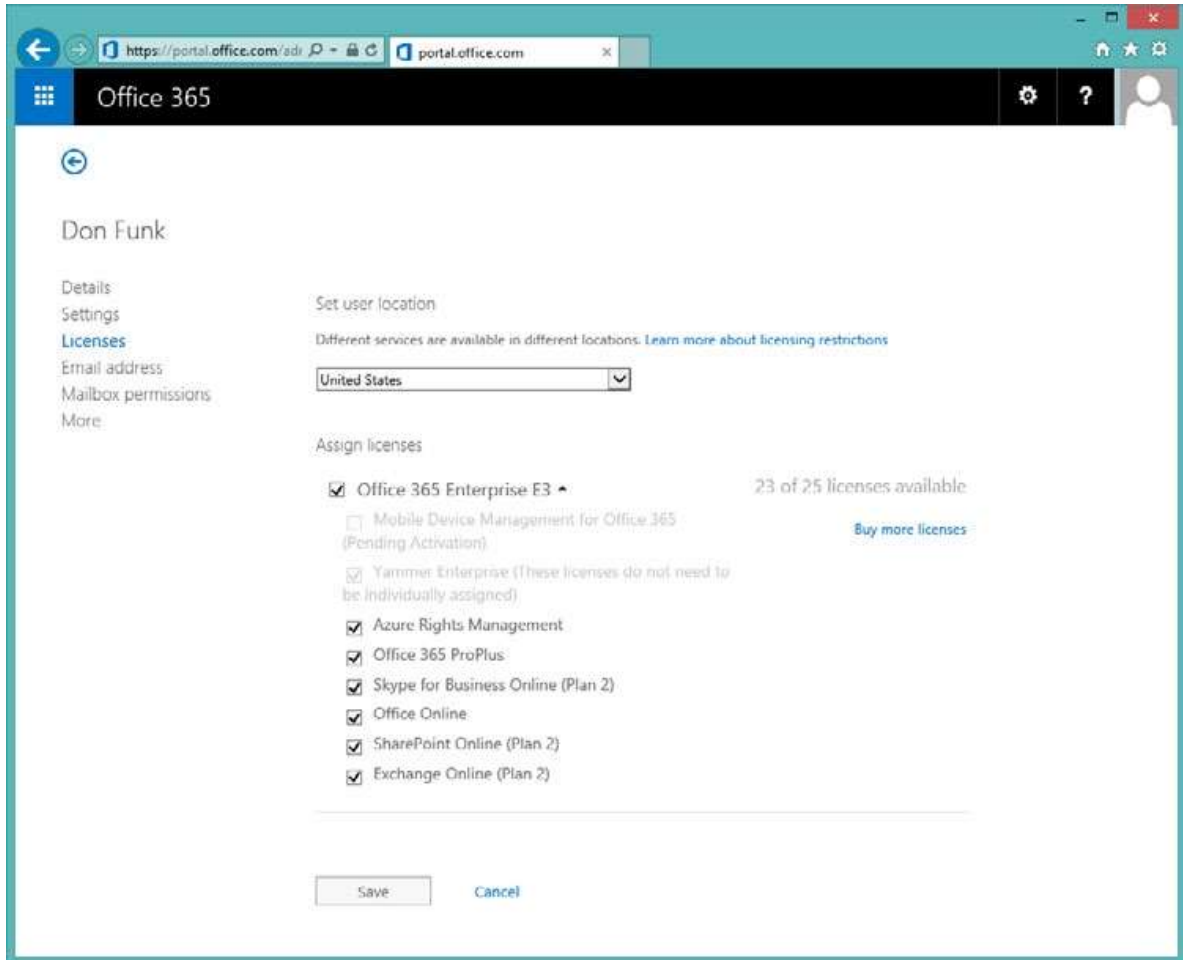 https://portal.office.com/adr
portal.office.com
Office 365
?
Don Funk
Details
Settings
Licenses
Email address
Mailbox permissions
More
Set user location
Different services are available in different locations. Learn more about licensing restrictions
United States
Assign licenses
Office 365 Enterprise E3
23 of 25 licenses available
Mobile Device Management for Office 365
(Pending Activation)
Buy more licenses
Yammer Enterprise (These licenses do not need to
be individually assigned)
Azure Rights Management
Office 365 ProPlus
Skype for Business Online (Plan 2)
Office Online
SharePoint Online (Plan 2)
Exchange Online (Plan 2)
Save
Cancel